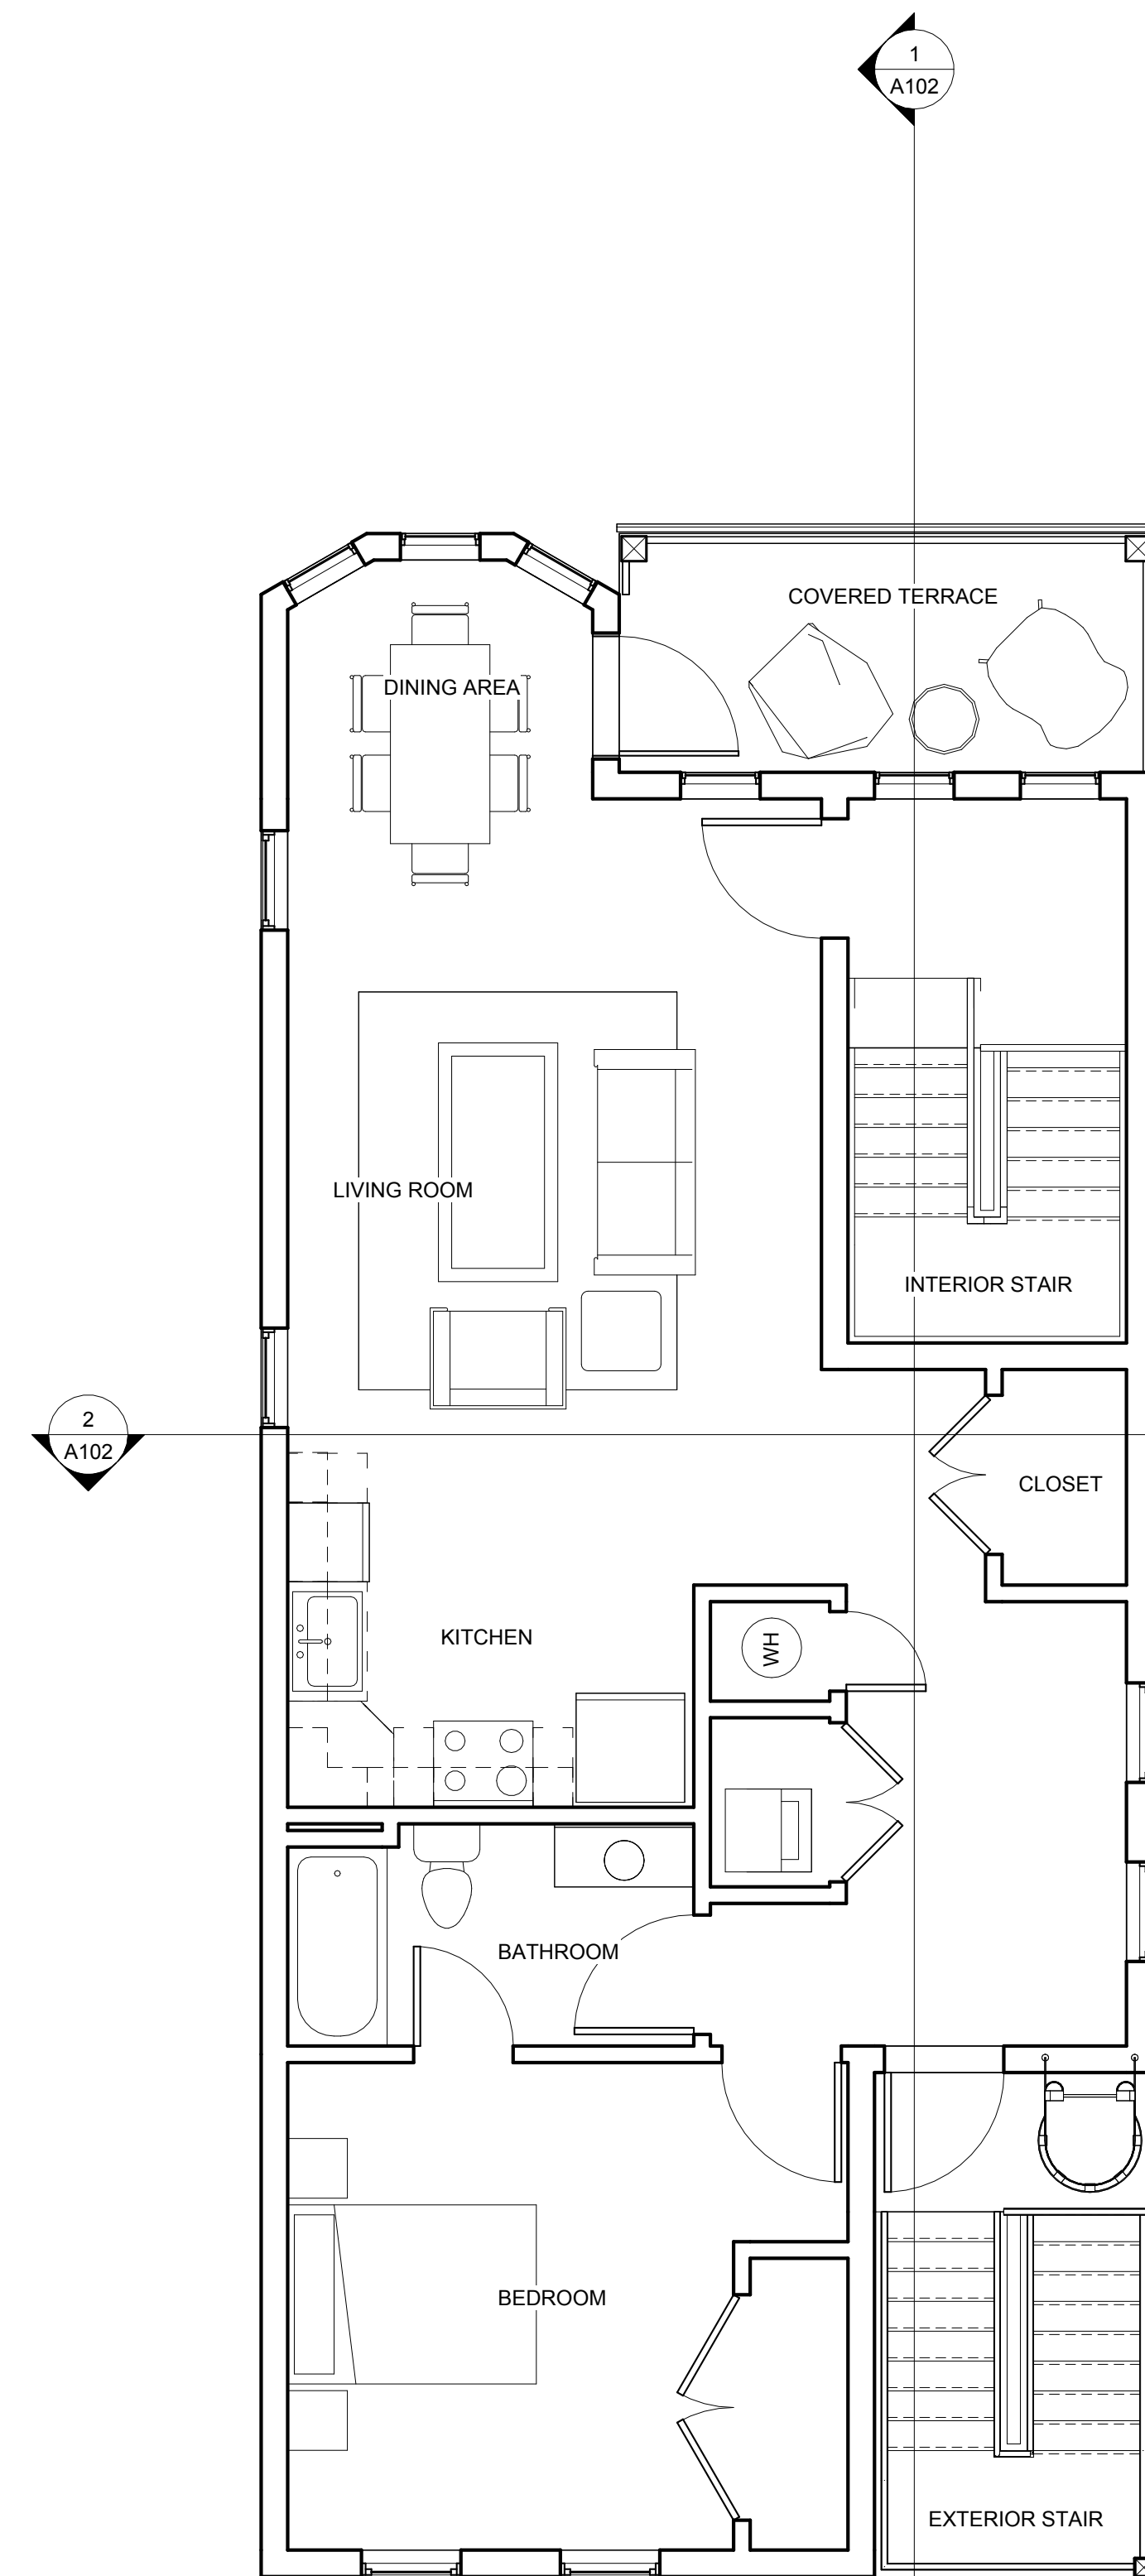 1
A102
COVERED TERRACE
DINING AREA
LIVING ROOM
INTERIOR STAIR
2
A102
CLOSET
KITCHEN
WH
BATHROOM
BEDROOM
EXTERIOR STAIR